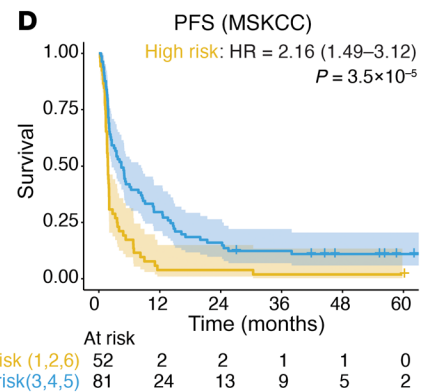 D
PFS (MSKCC)
High risk: HR = 2.16 (1.49–3.12)
P = 3.5×10⁻⁵
Survival
1.00
0.75
0.50
0.25
0.00
0 12 24 36 48 60
Time (months)
At risk
isk (1,2,6) 52 2 2 1 1 0
risk(3,4,5) 81 24 13 9 5 2